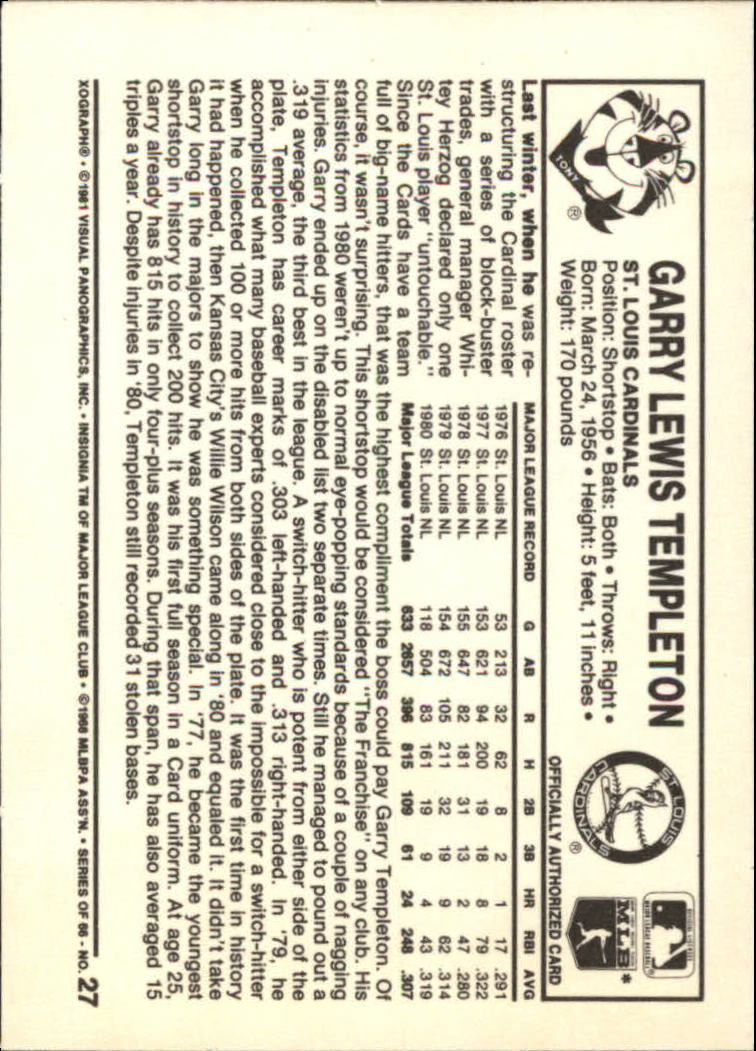 TONY
®
GARRY LEWIS TEMPLETON
ST. LOUIS CARDINALS
Position: Shortstop • Bats: Both • Throws: Right •
Born: March 24, 1956 • Height: 5 feet, 11 inches •
Weight: 170 pounds
ST. LOUIS
CARDINALS
®
MLB*
OFFICIALLY AUTHORIZED CARD
Last winter, when he was re-
structuring the Cardinal roster
with a series of block-buster
trades, general manager Whi-
tey Herzog declared only one
St. Louis player "untouchable."
Since the Cards have a team
MAJOR LEAGUE RECORD G AB R H 2B 3B HR RBI AVG
1976 St. Louis NL 53 213 32 62 8 2 1 17 .291
1977 St. Louis NL 153 621 94 200 19 18 8 79 .322
1978 St. Louis NL 155 647 82 181 31 13 2 47 .280
1979 St. Louis NL 154 672 105 211 32 19 9 62 .314
1980 St. Louis NL 118 504 83 161 19 9 4 43 .319
Major League Totals 633 2657 396 815 109 61 24 248 .307
full of big-name hitters, that was the highest compliment the boss could pay Garry Templeton. Of
course, it wasn't surprising. This shortstop would be considered "The Franchise" on any club. His
statistics from 1980 weren't up to normal eye-popping standards because of a couple of nagging
injuries. Garry ended up on the disabled list two separate times. Still he managed to pound out a
.319 average, the third best in the league. A switch-hitter who is potent from either side of the
plate, Templeton has career marks of .303 left-handed and .313 right-handed. In '79, he
accomplished what many baseball experts considered close to the impossible for a switch-hitter
when he collected 100 or more hits from both sides of the plate. It was the first time in history
it had happened, then Kansas City's Willie Wilson came along in '80 and equaled it. It didn't take
Garry long in the majors to show he was something special. In '77, he became the youngest
shortstop in history to collect 200 hits. It was his first full season in a Card uniform. At age 25,
Garry already has 815 hits in only four-plus seasons. During that span, he has also averaged 15
triples a year. Despite injuries in '80, Templeton still recorded 31 stolen bases.
XOGRAPH® • ©1981 VISUAL PANOGRAPHICS, INC. • INSIGNIA TM OF MAJOR LEAGUE CLUB • ©1966 MLBPA ASS'N. • SERIES OF 66 - NO. 27